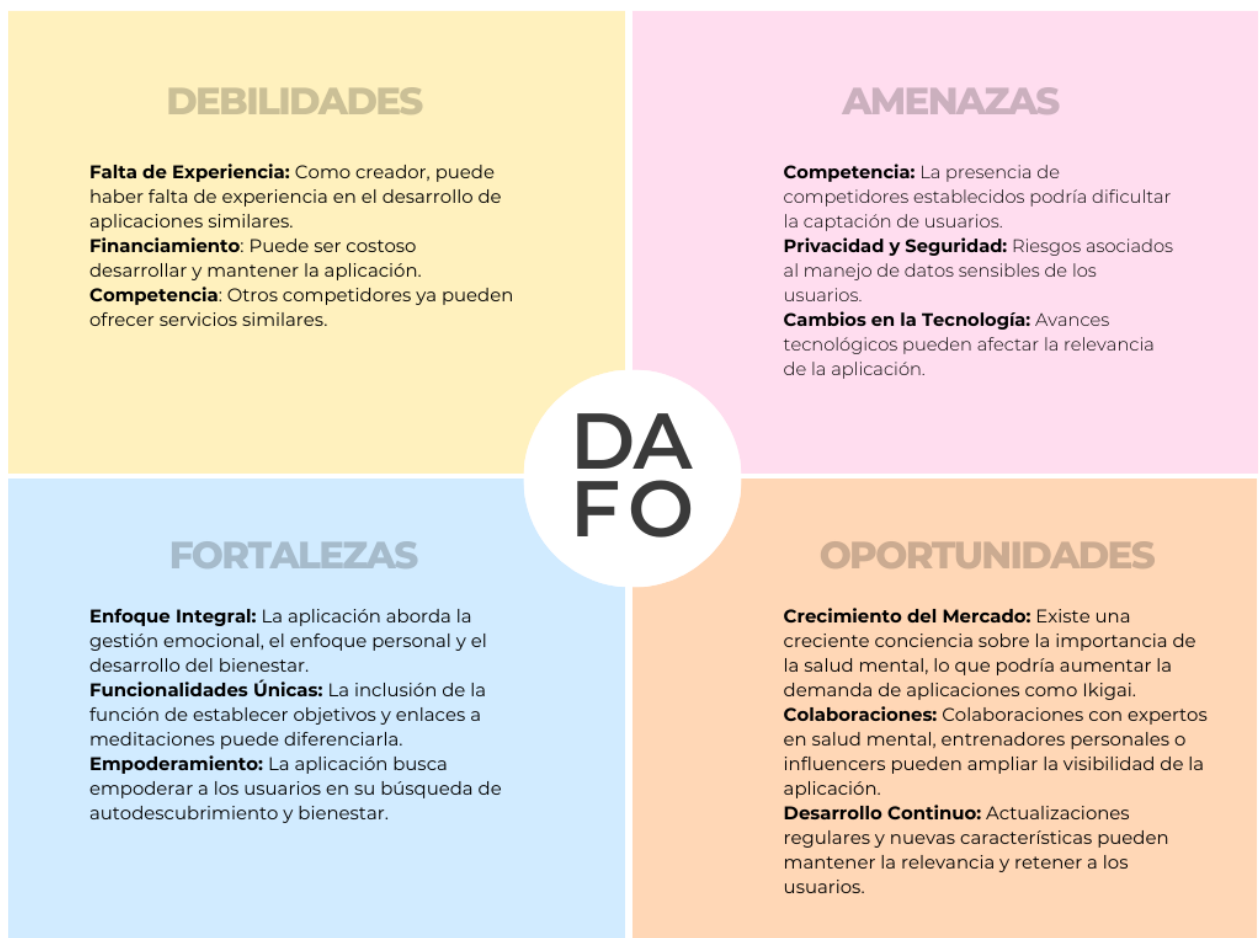 DEBILIDADES
Falta de Experiencia: Como creador, puede
haber falta de experiencia en el desarrollo de
aplicaciones similares.
Financiamiento: Puede ser costoso
desarrollar y mantener la aplicación.
Competencia: Otros competidores ya pueden
ofrecer servicios similares.
AMENAZAS
Competencia: La presencia de
competidores establecidos podría dificultar
la captación de usuarios.
Privacidad y Seguridad: Riesgos asociados
al manejo de datos sensibles de los
usuarios.
Cambios en la Tecnología: Avances
tecnológicos pueden afectar la relevancia
de la aplicación.
DA
FO
FORTALEZAS
Enfoque Integral: La aplicación aborda la
gestión emocional, el enfoque personal y el
desarrollo del bienestar.
Funcionalidades Únicas: La inclusión de la
función de establecer objetivos y enlaces a
meditaciones puede diferenciarla.
Empoderamiento: La aplicación busca
empoderar a los usuarios en su búsqueda de
autodescubrimiento y bienestar.
OPORTUNIDADES
Crecimiento del Mercado: Existe una
creciente conciencia sobre la importancia de
la salud mental, lo que podría aumentar la
demanda de aplicaciones como Ikigai.
Colaboraciones: Colaboraciones con expertos
en salud mental, entrenadores personales o
influencers pueden ampliar la visibilidad de la
aplicación.
Desarrollo Continuo: Actualizaciones
regulares y nuevas características pueden
mantener la relevancia y retener a los
usuarios.